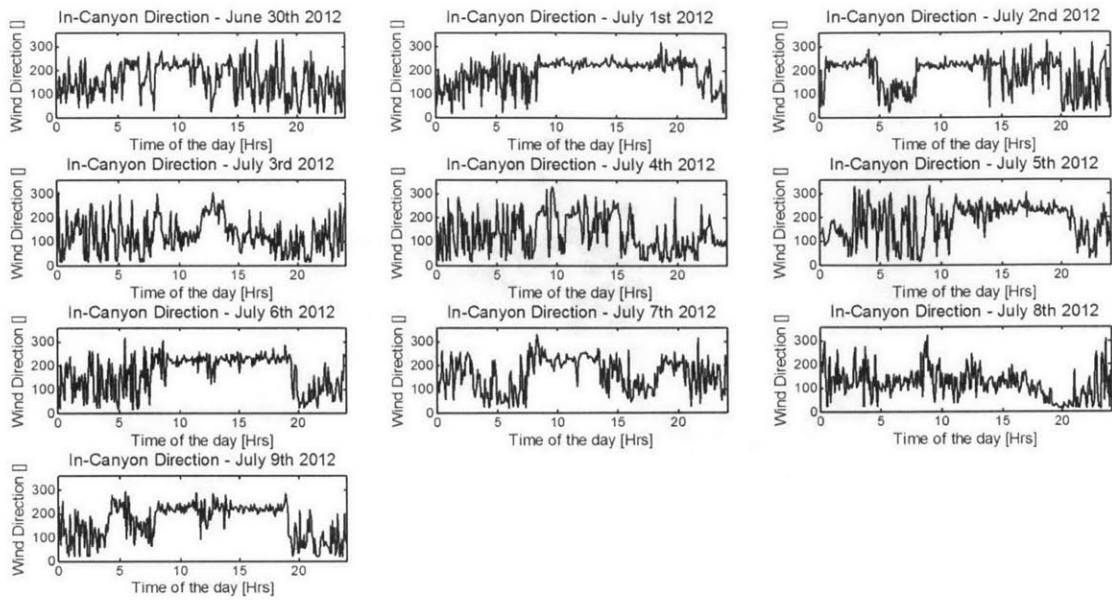 In-Canyon Direction - June 30th 2012
Wind Direction []
300
200
100
0
0 5 10 15 20
Time of the day [Hrs]
In-Canyon Direction - July 1st 2012
Wind Direction []
300
200
100
0
0 5 10 15 20
Time of the day [Hrs]
In-Canyon Direction - July 2nd 2012
Wind Direction []
300
200
100
0
0 5 10 15 20
Time of the day [Hrs]
In-Canyon Direction - July 3rd 2012
Wind Direction []
300
200
100
0
0 5 10 15 20
Time of the day [Hrs]
In-Canyon Direction - July 4th 2012
Wind Direction []
300
200
100
0
0 5 10 15 20
Time of the day [Hrs]
In-Canyon Direction - July 5th 2012
Wind Direction []
300
200
100
0
0 5 10 15 20
Time of the day [Hrs]
In-Canyon Direction - July 6th 2012
Wind Direction []
300
200
100
0
0 5 10 15 20
Time of the day [Hrs]
In-Canyon Direction - July 7th 2012
Wind Direction []
300
200
100
0
0 5 10 15 20
Time of the day [Hrs]
In-Canyon Direction - July 8th 2012
Wind Direction []
300
200
100
0
0 5 10 15 20
Time of the day [Hrs]
In-Canyon Direction - July 9th 2012
Wind Direction []
300
200
100
0
0 5 10 15 20
Time of the day [Hrs]